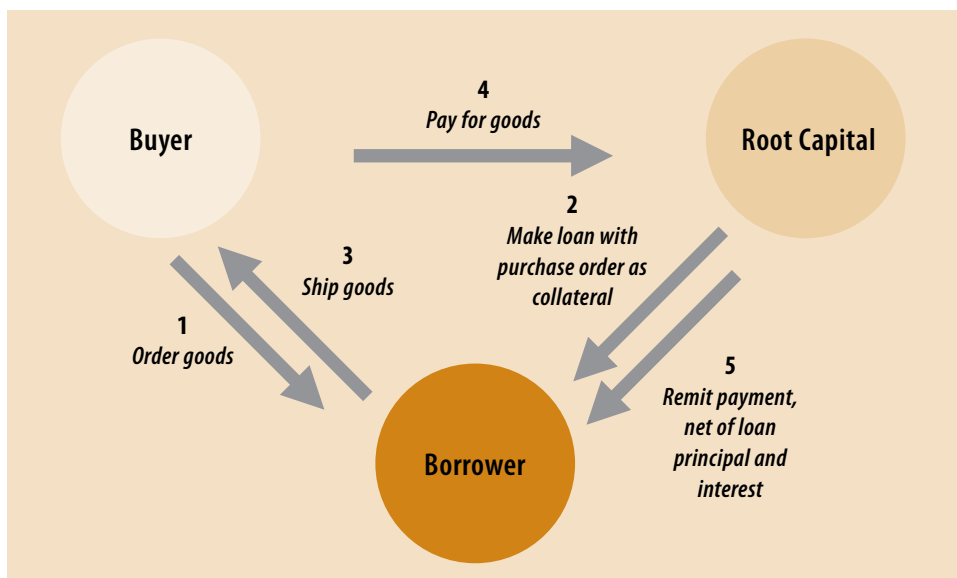 Buyer
Root Capital
4
Pay for goods
2
Make loan with
purchase order as
collateral
3
Ship goods
1
Order goods
5
Remit payment,
net of loan
principal and
interest
Borrower